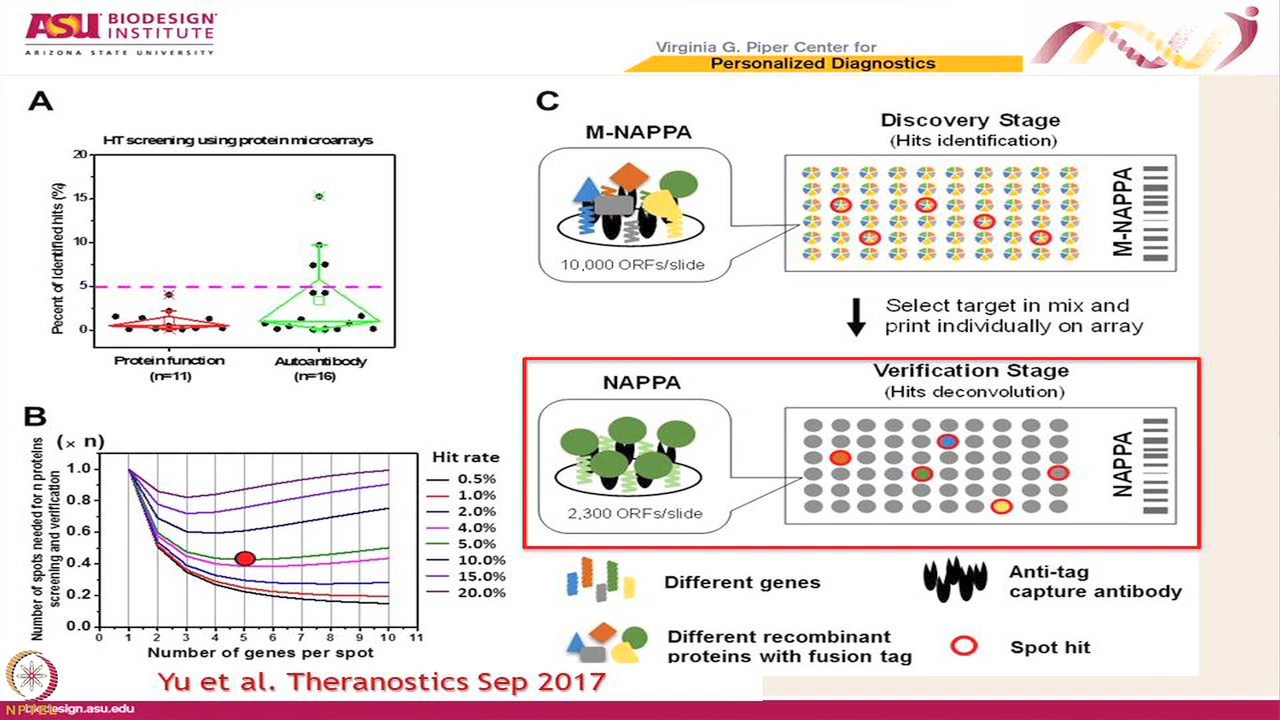 ASU BIODESIGN
INSTITUTE
ARIZONA STATE UNIVERSITY
Virginia G. Piper Center for
Personalized Diagnostics
A
HT screening using protein microarrays
Pecent of identified hits (%)
20
15
10
5
0
Protein function
(n=11)
Autoantibody
(n=16)
B
(× n)
Number of spots needed for n proteins
screening and verification
1.0
0.8
0.6
0.4
0.2
0.0
0 1 2 3 4 5 6 7 8 9 10 11
Number of genes per spot
Hit rate
0.5%
1.0%
2.0%
4.0%
5.0%
10.0%
15.0%
20.0%
C
M-NAPPA
10,000 ORFs/slide
Discovery Stage
(Hits identification)
M-NAPPA
Select target in mix and
print individually on array
NAPPA
2,300 ORFs/slide
Verification Stage
(Hits deconvolution)
NAPPA
Different genes
Anti-tag
capture antibody
Different recombinant
proteins with fusion tag
Spot hit
Yu et al. Theranostics Sep 2017
NPTEL
biodesign.asu.edu